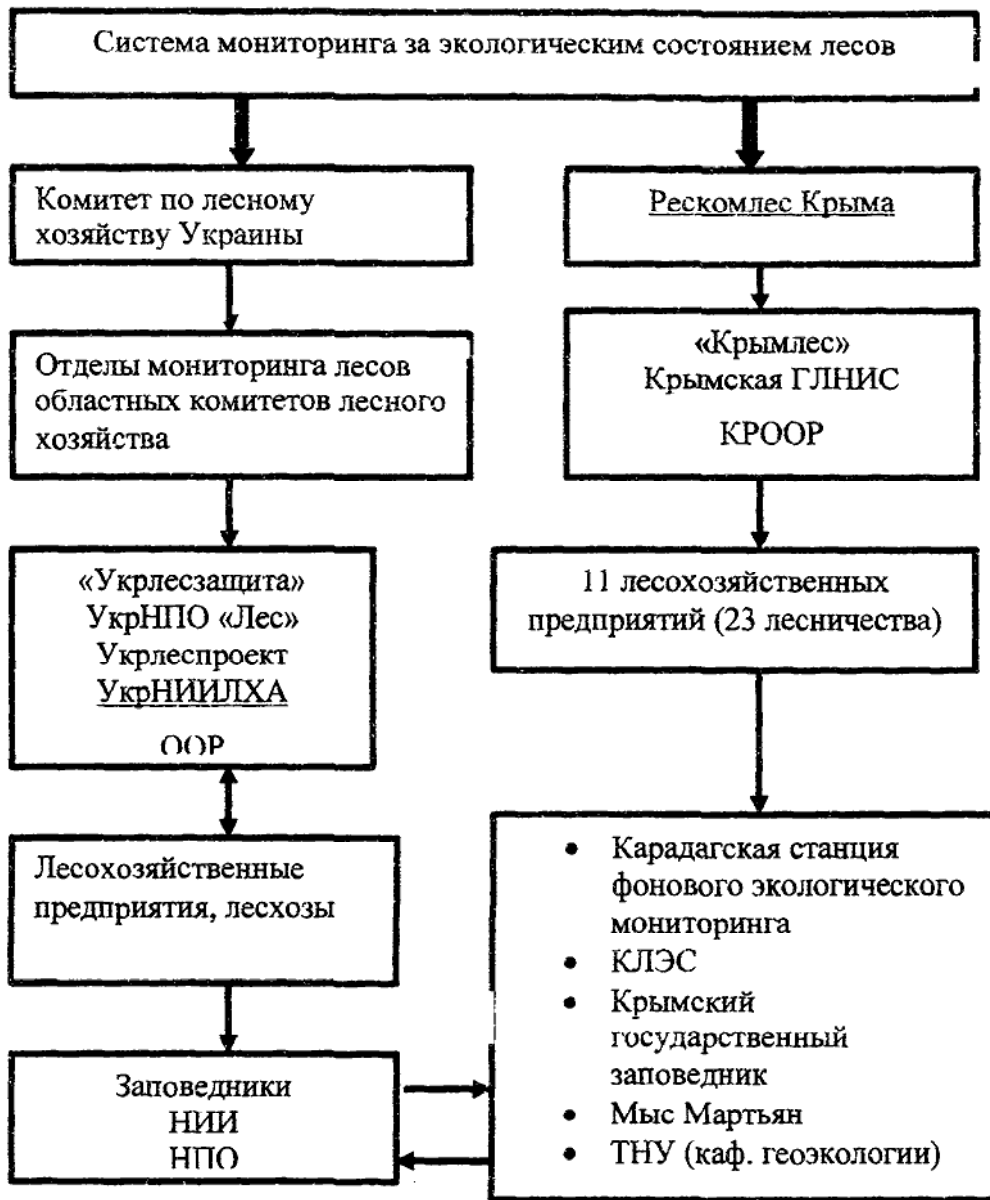 Система мониторинга за экологическим состоянием лесов
Комитет по лесному
хозяйству Украины
Отделы мониторинга лесов
областных комитетов лесного
хозяйства
«Укрлесзащита»
УкрНПО «Лес»
Укрлеспроект
УкрНИИЛХА
ООР
Лесохозяйственные
предприятия, лесхозы
Заповедники
НИИ
НПО
Рескомлес Крыма
«Крымлес»
Крымская ГЛНИС
КРООР
11 лесохозяйственных
предприятий (23 лесничества)
• Карадагская станция
фонового экологического
мониторинга
• КЛЭС
• Крымский
государственный
заповедник
• Мыс Мартьян
• ТНУ (каф. геоэкологии)